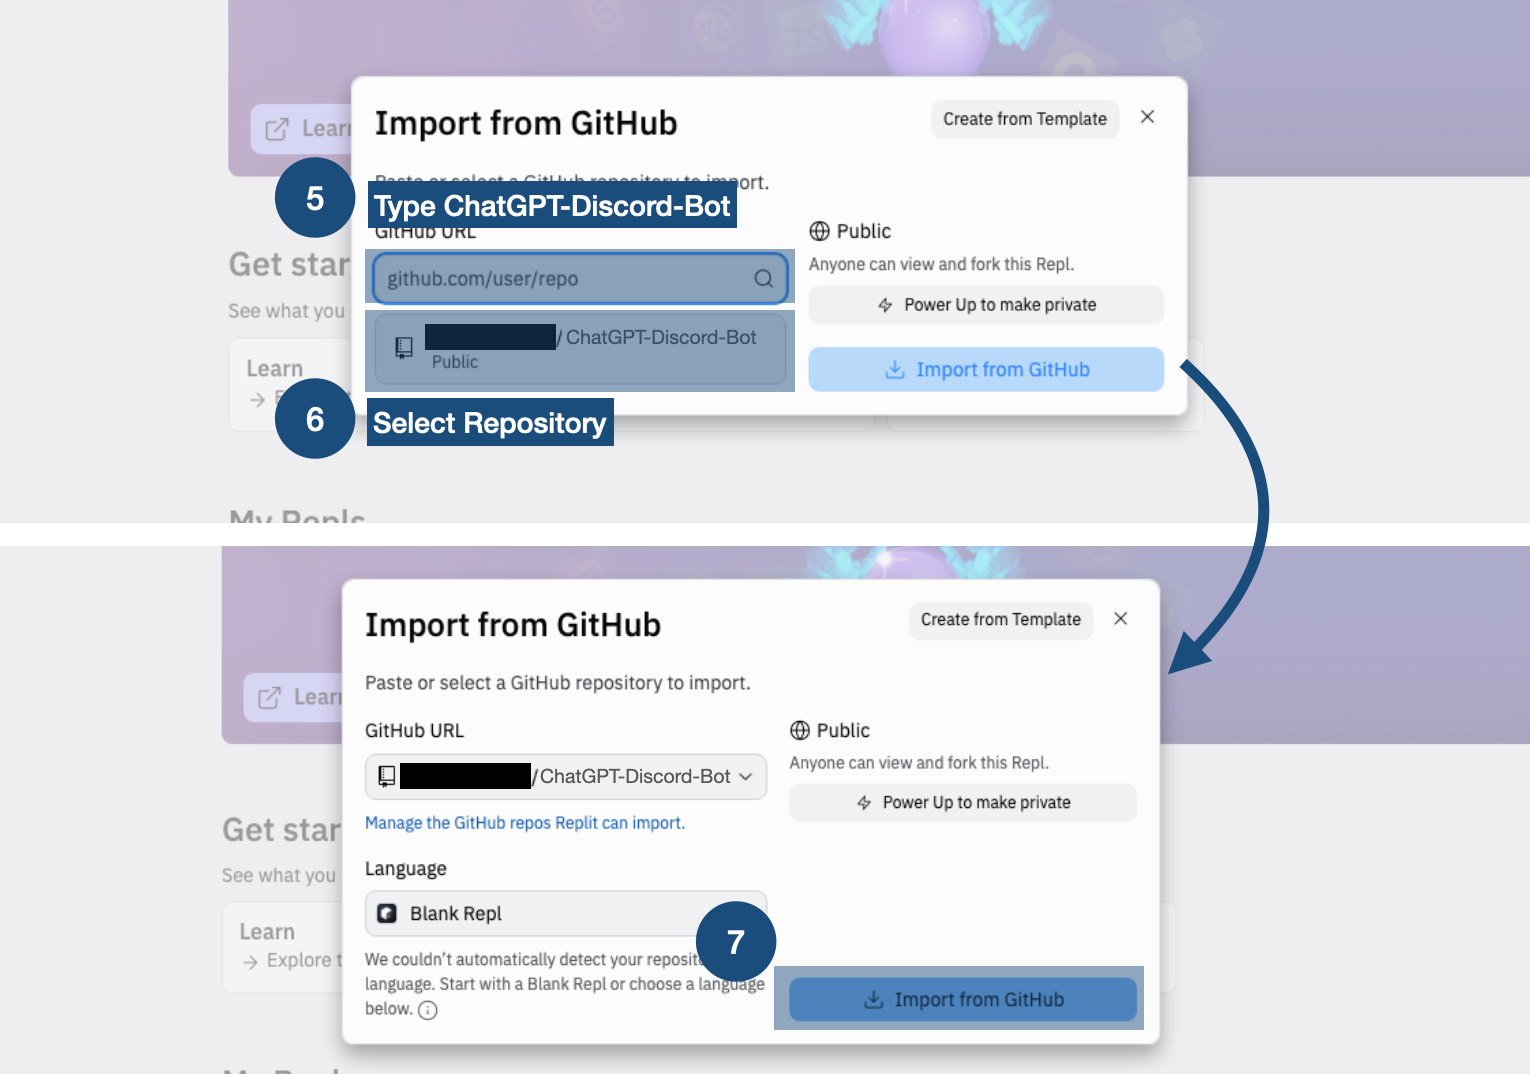 Learn
Import from GitHub
Create from Template
Paste or select a GitHub repository to import.
5
Type ChatGPT-Discord-Bot
GitHub URL
github.com/user/repo
/ChatGPT-Discord-Bot
Public
Public
Anyone can view and fork this Repl.
Power Up to make private
Import from GitHub
6
Select Repository
Get star
See what you
Learn
My Repls
Learn
Import from GitHub
Create from Template
Paste or select a GitHub repository to import.
GitHub URL
/ChatGPT-Discord-Bot
Manage the GitHub repos Replit can import.
Language
Blank Repl
We couldn't automatically detect your reposit
language. Start with a Blank Repl or choose a language
below.
Public
Anyone can view and fork this Repl.
Power Up to make private
7
Import from GitHub
Get star
See what you
Learn
Explore t